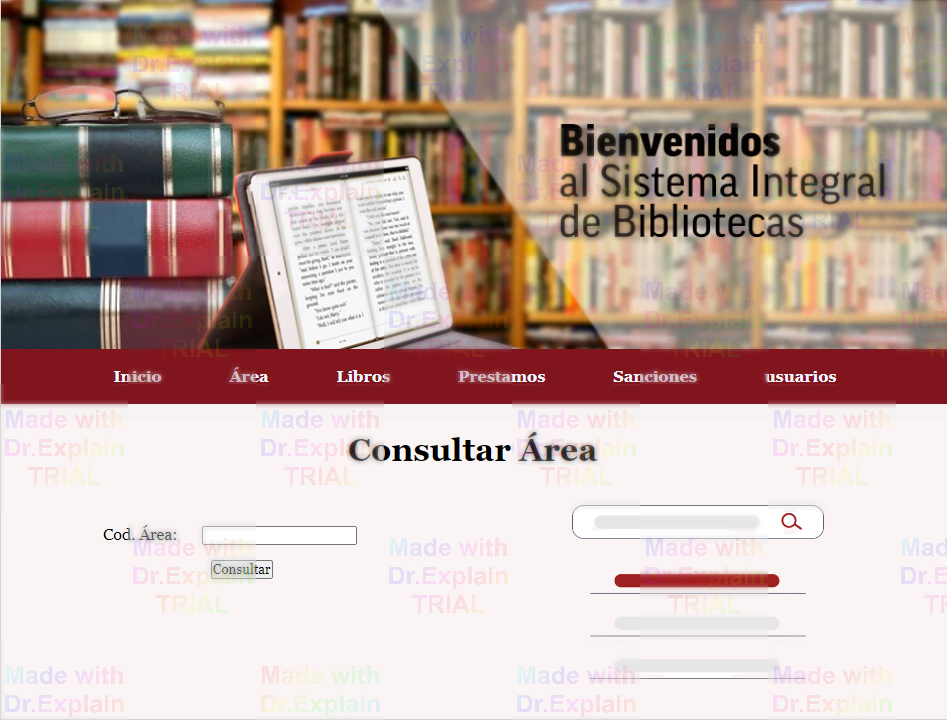 Bienvenidos
al Sistema Integral
de Bibliotecas
Inicio Área Libros Prestamos Sanciones usuarios
Consultar Área
Cod. Área:
Consultar
Made with
Dr.Explain
TRIAL